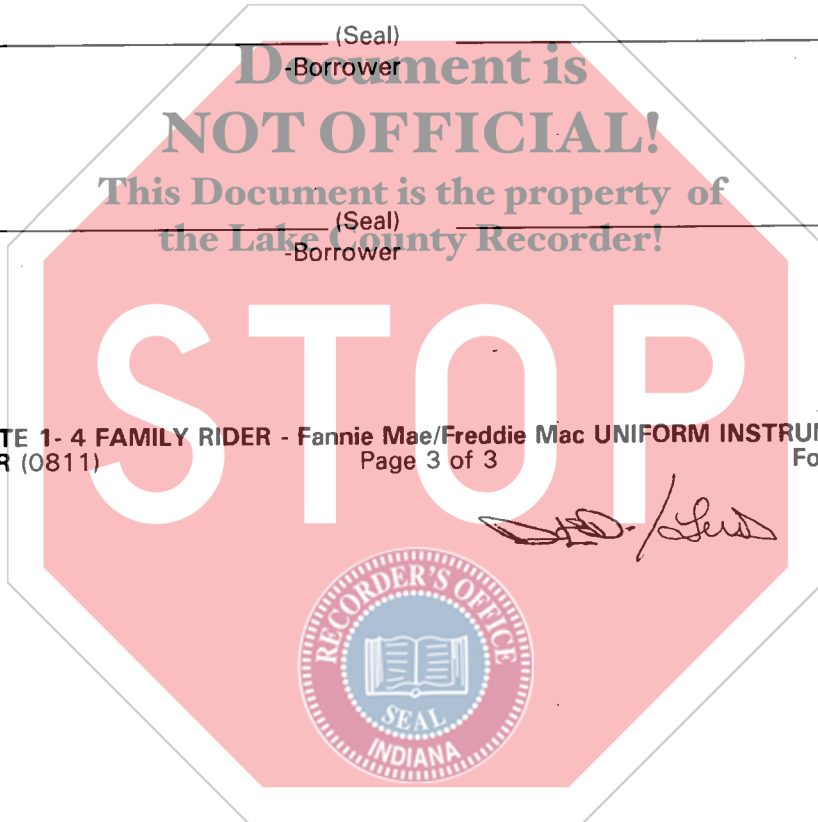 (Seal)
-Borrower
Document is
NOT OFFICIAL!
This Document is the property of
the Lake County Recorder!
(Seal)
-Borrower
STOP
TE 1- 4 FAMILY RIDER - Fannie Mae/Freddie Mac UNIFORM INSTRU
R (0811)
Page 3 of 3
Fo
RECORDER'S OFFICE
SEAL
INDIANA